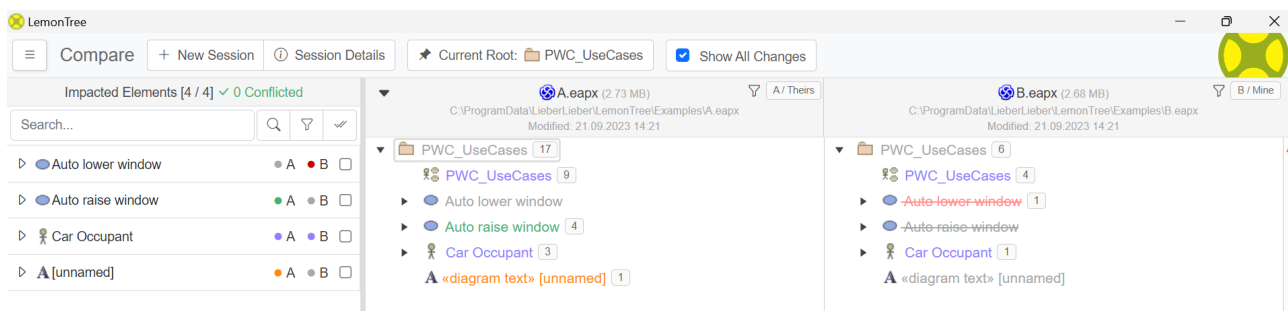 LemonTree
Compare + New Session Session Details Current Root: PWC_UseCases Show All Changes
Impacted Elements [4 / 4] ✓ 0 Conflicted
Search...
Auto lower window A B
Auto raise window A B
Car Occupant A B
A [unnamed] A B
A.eapx (2.73 MB) A / Theirs
C:\ProgramData\LieberLieber\LemonTree\Examples\A.eapx
Modified: 21.09.2023 14:21
PWC_UseCases 17
PWC_UseCases 9
Auto lower window
Auto raise window 4
Car Occupant 3
A «diagram text» [unnamed] 1
B.eapx (2.68 MB) B / Mine
C:\ProgramData\LieberLieber\LemonTree\Examples\B.eapx
Modified: 21.09.2023 14:21
PWC_UseCases 6
PWC_UseCases 4
Auto lower window 1
Auto raise window
Car Occupant 1
A «diagram text» [unnamed]